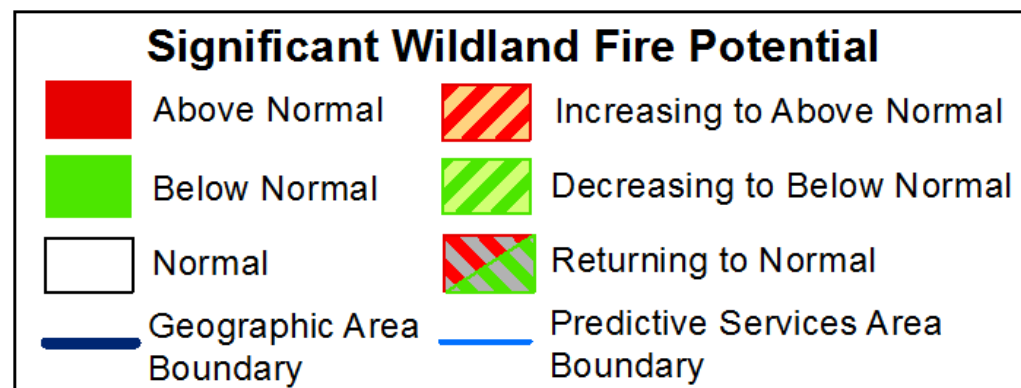 Significant Wildland Fire Potential
Above Normal
Increasing to Above Normal
Below Normal
Decreasing to Below Normal
Normal
Returning to Normal
Geographic Area
Boundary
Predictive Services Area
Boundary